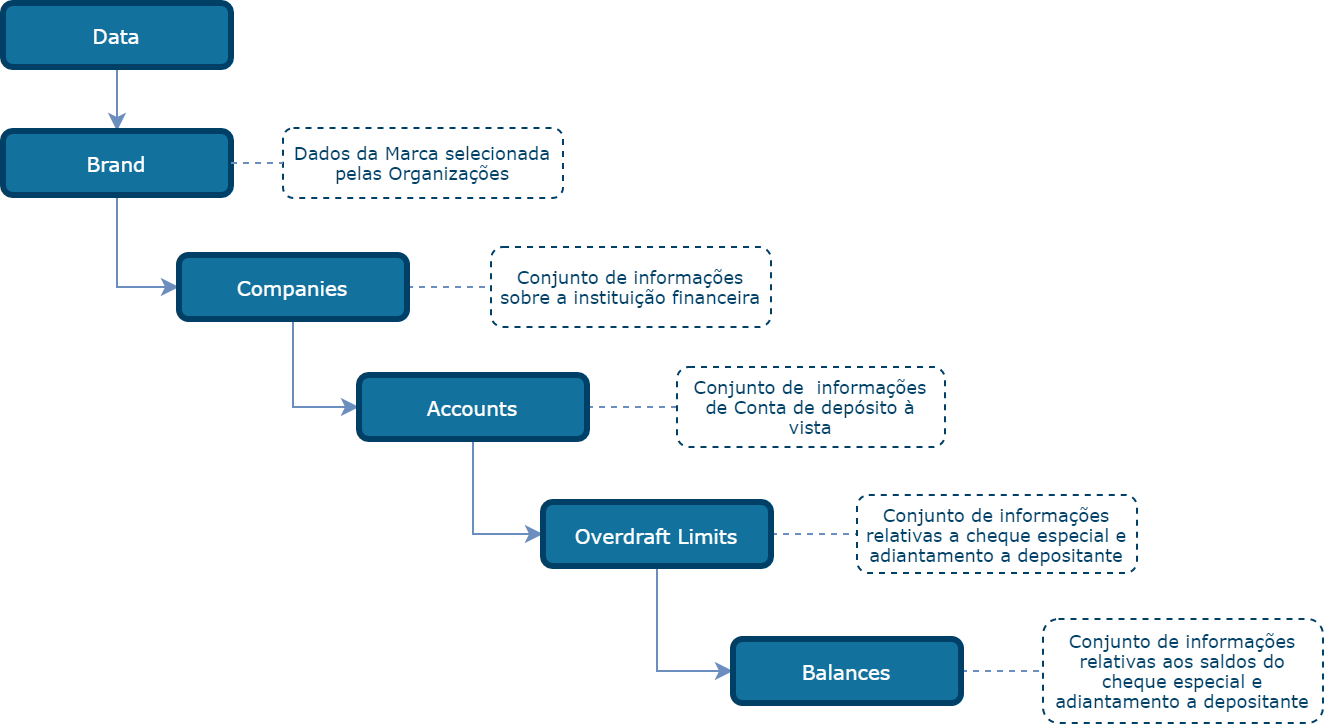 Data
Brand
Dados da Marca selecionada
pelas Organizações
Companies
Conjunto de informações
sobre a instituição financeira
Accounts
Conjunto de  informações
de Conta de depósito à
vista
Overdraft Limits
Conjunto de informações
relativas a cheque especial e
adiantamento a depositante
Balances
Conjunto de informações
relativas aos saldos do
cheque especial e
adiantamento a depositante